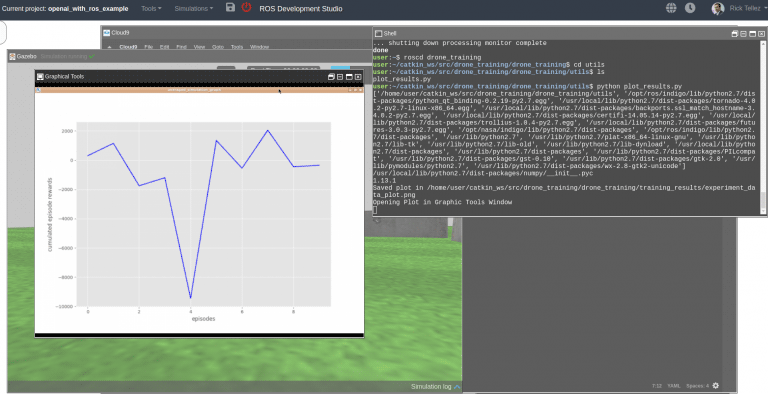 Current project: openai_with_ros_example Tools Simulations ROS Development Studio Rick Tellez
Cloud9
Cloud9 File Edit Find View Goto Tools Window
Gazebo
Graphical Tools
2000
0
−2000
−4000
−6000
−8000
−10000
0 2 4 6 8
cumulated episode rewards
episodes
Simulation log
7:12 YAML Spaces: 4
Shell
... shutting down processing monitor complete
done
user:~$ roscd drone_training
user:~/catkin_ws/src/drone_training/drone_training$ cd utils
user:~/catkin_ws/src/drone_training/drone_training/utils$ ls
plot_results.py
user:~/catkin_ws/src/drone_training/drone_training/utils$ python plot_results.py
['/home/user/catkin_ws/src/drone_training/drone_training/utils', '/opt/ros/indigo/lib/python2.7/di
st-packages/python_qt_binding-0.2.19-py2.7.egg', '/usr/local/lib/python2.7/dist-packages/tornado-4.0
.2-py2.7-linux-x86_64.egg', '/usr/local/lib/python2.7/dist-packages/backports.ssl_match_hostname-3.
4.0.2-py2.7.egg', '/usr/local/lib/python2.7/dist-packages/certifi-14.05.14-py2.7.egg', '/usr/local/
lib/python2.7/dist-packages/trollius-1.0.4-py2.7.egg', '/usr/local/lib/python2.7/dist-packages/futu
res-3.0.3-py2.7.egg', '/opt/nasa/indigo/lib/python2.7/dist-packages', '/opt/ros/indigo/lib/python2.
7/dist-packages', '/usr/lib/python2.7', '/usr/lib/python2.7/plat-x86_64-linux-gnu', '/usr/lib/pytho
n2.7/lib-tk', '/usr/lib/python2.7/lib-old', '/usr/lib/python2.7/lib-dynload', '/usr/local/lib/pytho
n2.7/dist-packages', '/usr/lib/python2.7/dist-packages', '/usr/lib/python2.7/dist-packages/PILcompa
t', '/usr/lib/python2.7/dist-packages/gst-0.10', '/usr/lib/python2.7/dist-packages/gtk-2.0', '/usr/
lib/pymodules/python2.7', '/usr/lib/python2.7/dist-packages/wx-2.8-gtk2-unicode']
/usr/local/lib/python2.7/dist-packages/numpy/__init__.pyc
1.13.1
Saved plot in /home/user/catkin_ws/src/drone_training/drone_training/training_results/experiment_da
ta_plot.png
Opening Plot in Graphic Tools Window